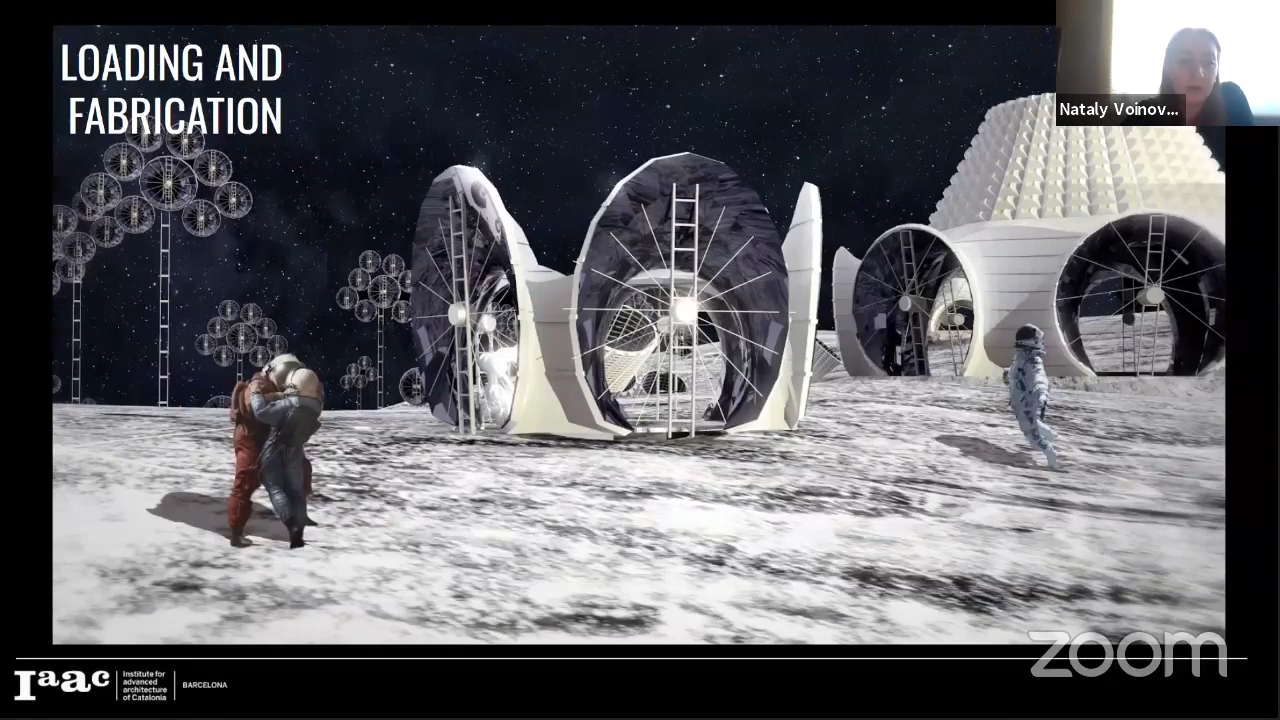 LOADING AND
FABRICATION
Nataly Voinov...
zoom
Iaac
Institute for
advanced
architecture
of Catalonia
BARCELONA